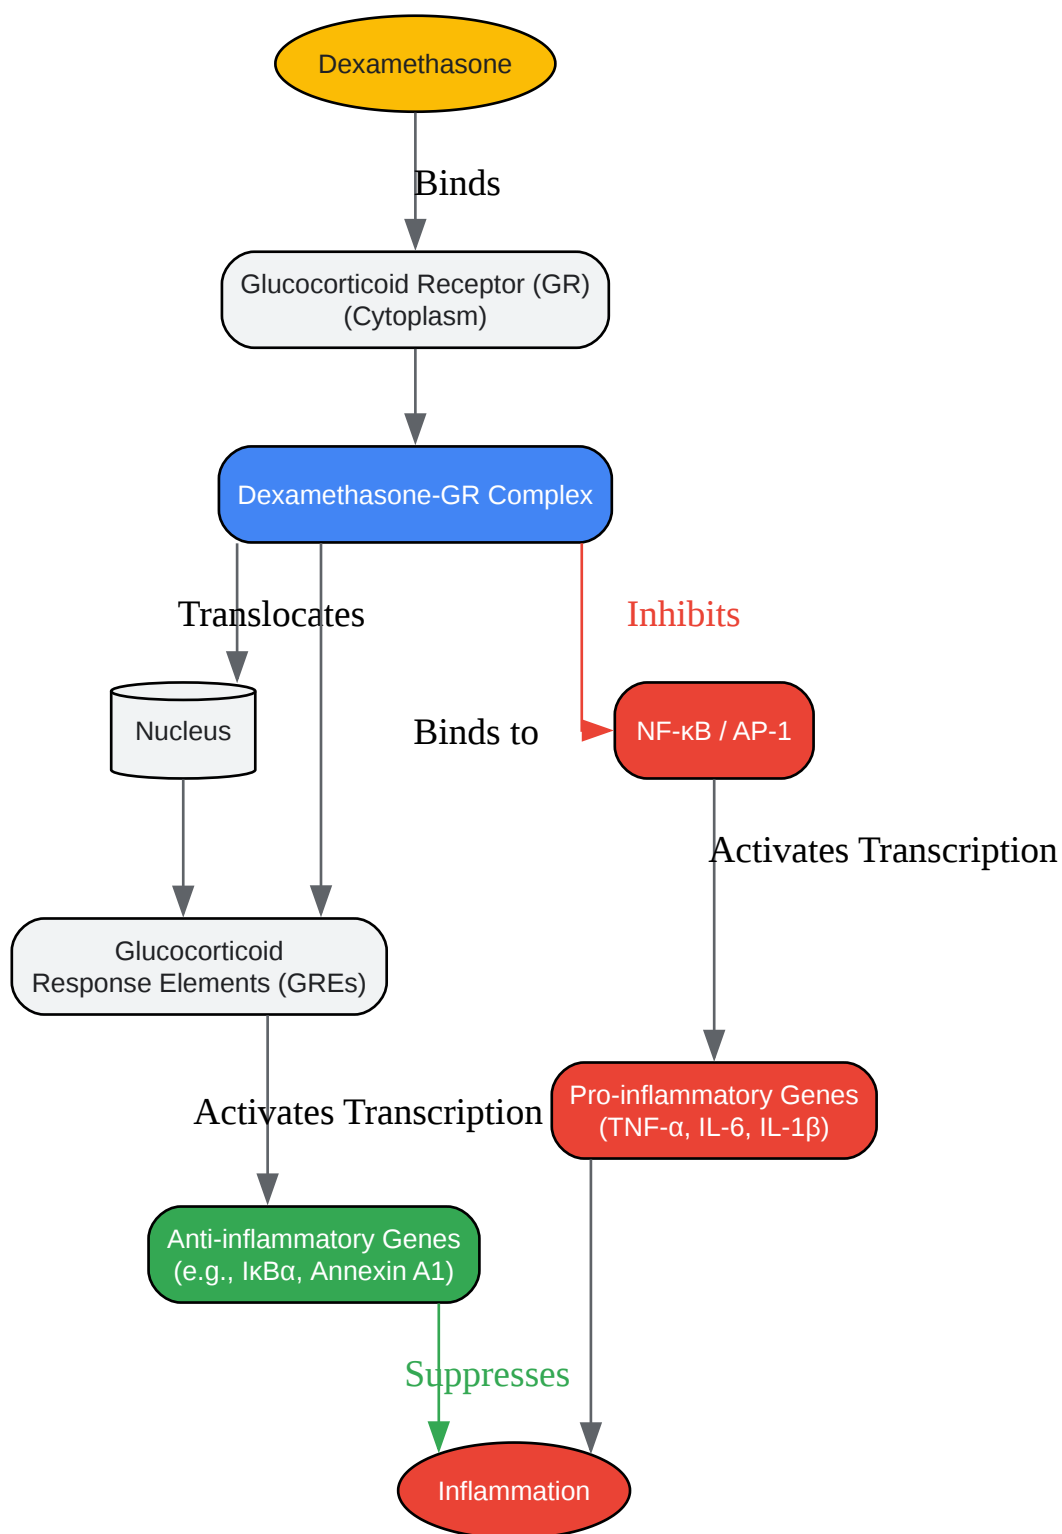 Dexamethasone
Binds
Glucocorticoid Receptor (GR)
(Cytoplasm)
Dexamethasone-GR Complex
Translocates
Inhibits
Nucleus
Binds to
NF-κB / AP-1
Activates Transcription
Glucocorticoid
Response Elements (GREs)
Activates Transcription
Pro-inflammatory Genes
(TNF-α, IL-6, IL-1β)
Anti-inflammatory Genes
(e.g., IκBα, Annexin A1)
Suppresses
Inflammation